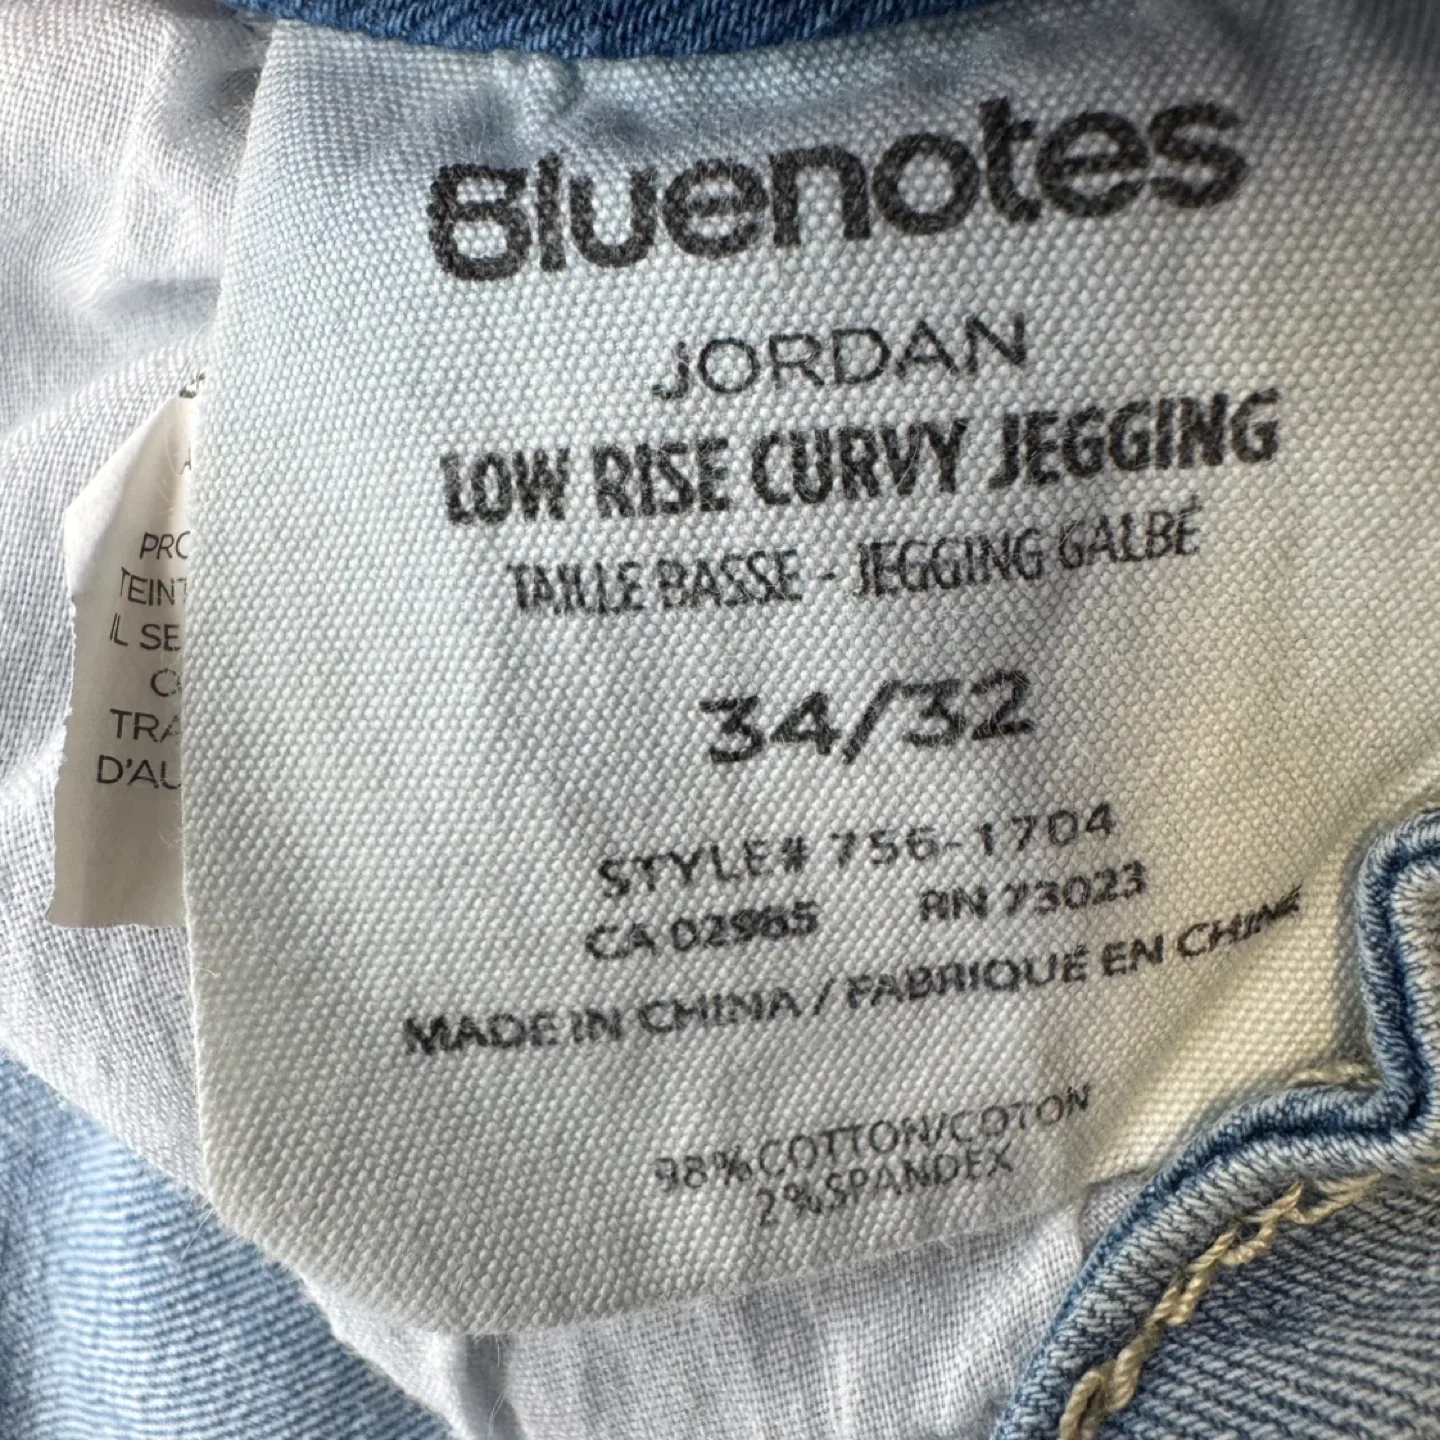 Bluenotes
JORDAN
LOW RISE CURVY JEGGING
TAILLE BASSE - JEGGING GALBÉ
34/32
STYLE# 756-1704
CA 02965 RN 73023
MADE IN CHINA / FABRIQUÉ EN CHINE
98% COTTON/COTON
2% SPANDEX
PRO
TEINT
IL SE
CO
TRA
D'AU